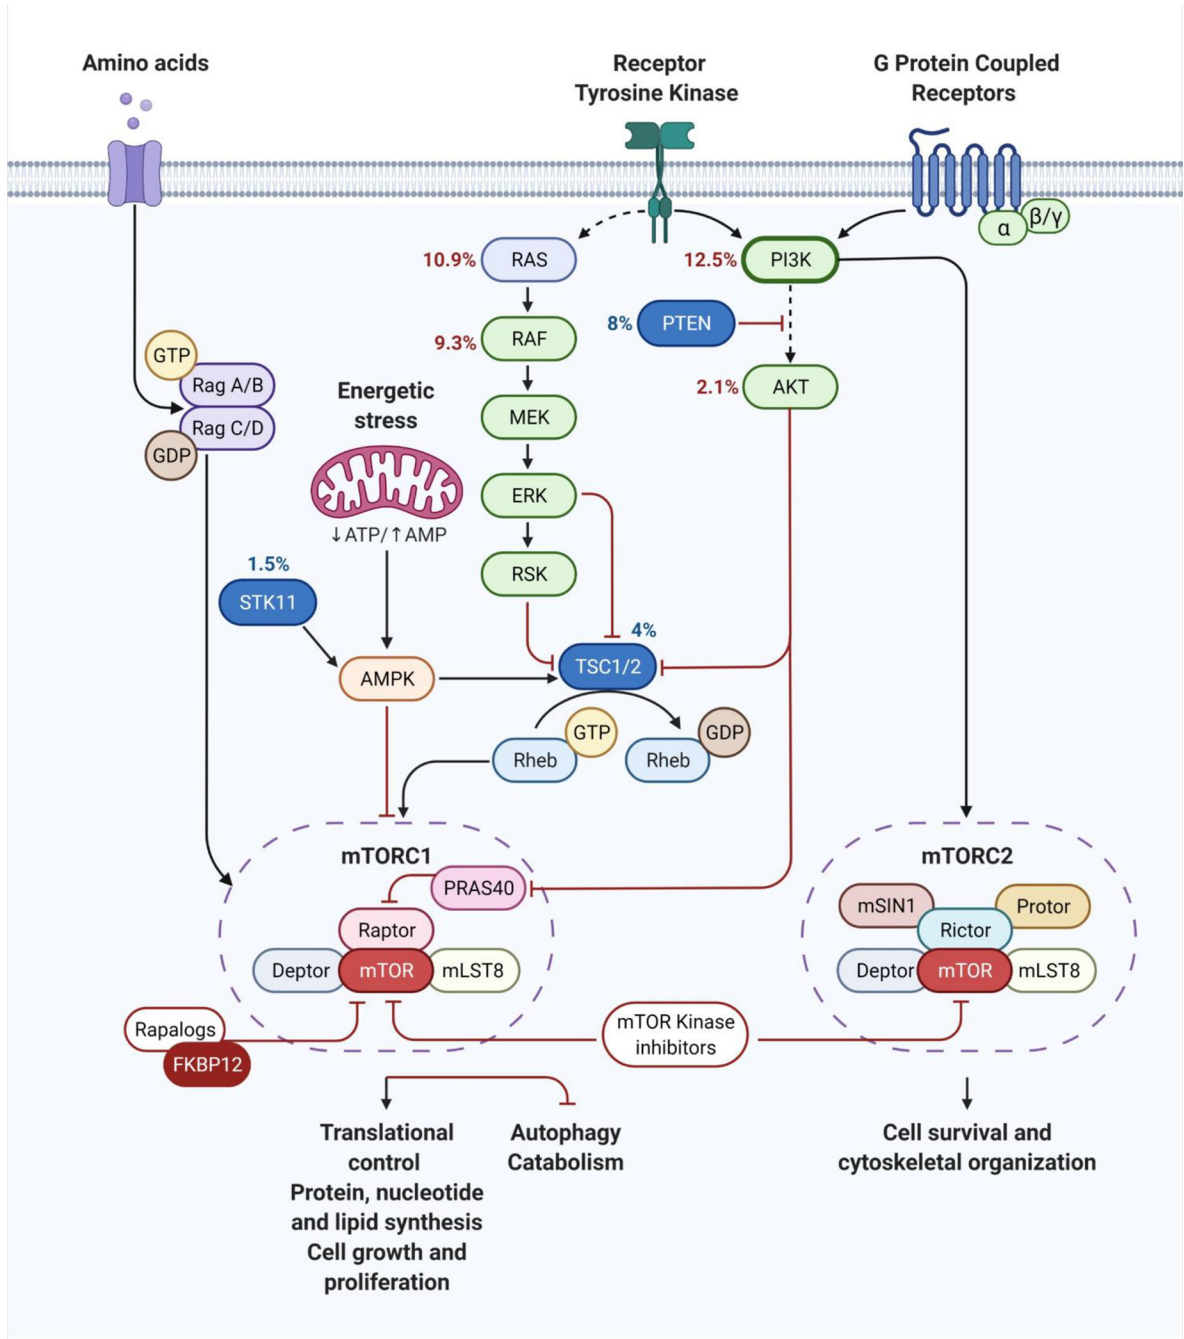 Amino acids
Receptor
Tyrosine Kinase
G Protein Coupled
Receptors
α
β/γ
10.9%
RAS
12.5%
PI3K
8%
PTEN
9.3%
RAF
2.1%
AKT
GTP
Rag A/B
Rag C/D
GDP
Energetic
stress
↓ATP/↑AMP
MEK
ERK
RSK
1.5%
STK11
AMPK
4%
TSC1/2
Rheb
GTP
Rheb
GDP
mTORC1
PRAS40
Raptor
Deptor
mTOR
mLST8
mTORC2
mSIN1
Protor
Rictor
Deptor
mTOR
mLST8
Rapalogs
FKBP12
mTOR Kinase
inhibitors
Translational
control
Protein, nucleotide
and lipid synthesis
Cell growth and
proliferation
Autophagy
Catabolism
Cell survival and
cytoskeletal organization